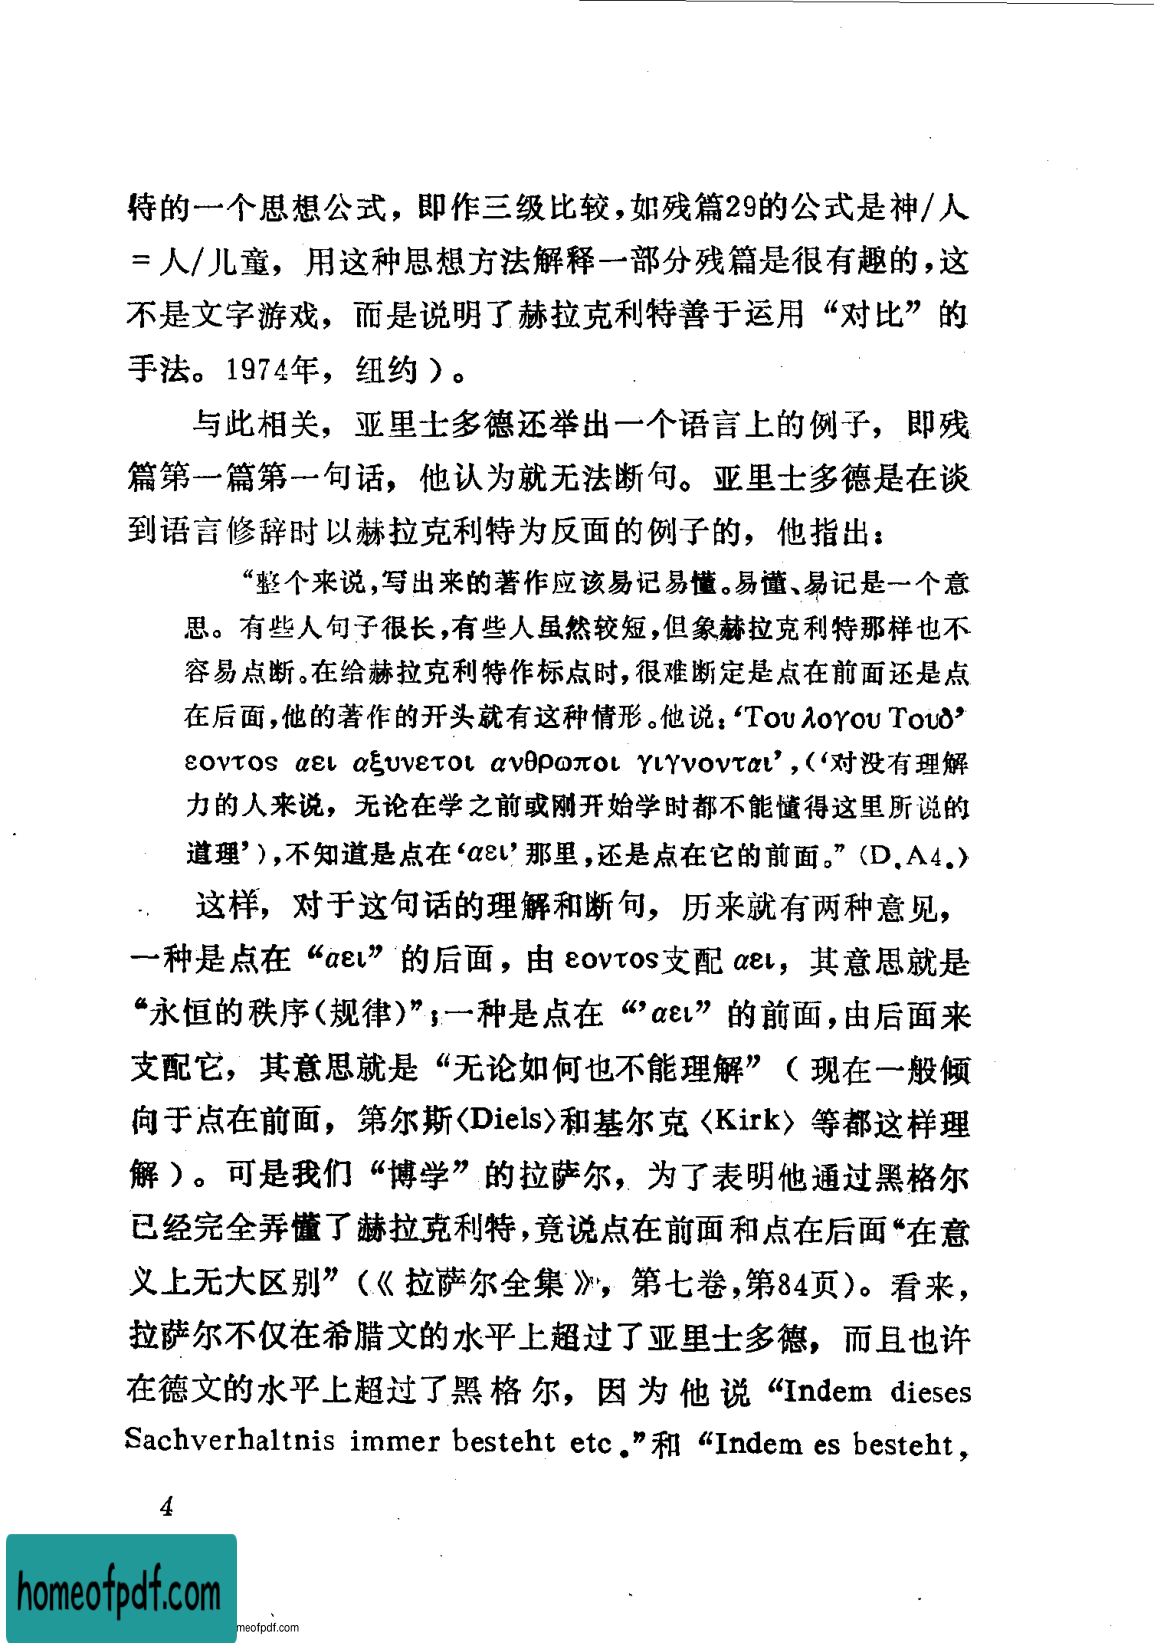 特的一个思想公式，即作三级比较，如残篇29的公式是神/人
=人/儿童，用这种思想方法解释一部分残篇是很有趣的，这
不是文字游戏，而是说明了赫拉克利特善于运用“对比”的
手法。1974年，纽约）。
与此相关，亚里士多德还举出一个语言上的例子，即残
篇第一篇第一句话，他认为就无法断句。亚里士多德是在谈
到语言修辞时以赫拉克利特为反面的例子的，他指出：
“整个来说，写出来的著作应该易记易懂。易懂、易记是一个意
思。有些人句子很长，有些人虽然较短，但象赫拉克利特那样也不
容易点断。在给赫拉克利特作标点时，很难断定是点在前面还是点
在后面，他的著作的开头就有这种情形。他说：‘Του λογου Τουδ’
εοντος αει αξυνετοι ανθρωποι γιγνονται’，（‘对没有理解
力的人来说，无论在学之前或刚开始学时都不能懂得这里所说的
道理’），不知道是点在‘αει’那里，还是点在它的前面。”（D.A4.）
这样，对于这句话的理解和断句，历来就有两种意见，
一种是点在“αει”的后面，由εοντος支配αει，其意思就是
“永恒的秩序（规律）”；一种是点在“’αει”的前面，由后面来
支配它，其意思就是“无论如何也不能理解”（现在一般倾
向于点在前面，第尔斯〈Diels〉和基尔克〈Kirk〉等都这样理
解）。可是我们“博学”的拉萨尔，为了表明他通过黑格尔
已经完全弄懂了赫拉克利特，竟说点在前面和点在后面“在意
义上无大区别”（《拉萨尔全集》，第七卷，第84页）。看来，
拉萨尔不仅在希腊文的水平上超过了亚里士多德，而且也许
在德文的水平上超过了黑格尔，因为他说“Indem dieses
Sachverhaltnis immer besteht etc.”和“Indem es besteht,
4
homeofpdf.com
meofpdf.com